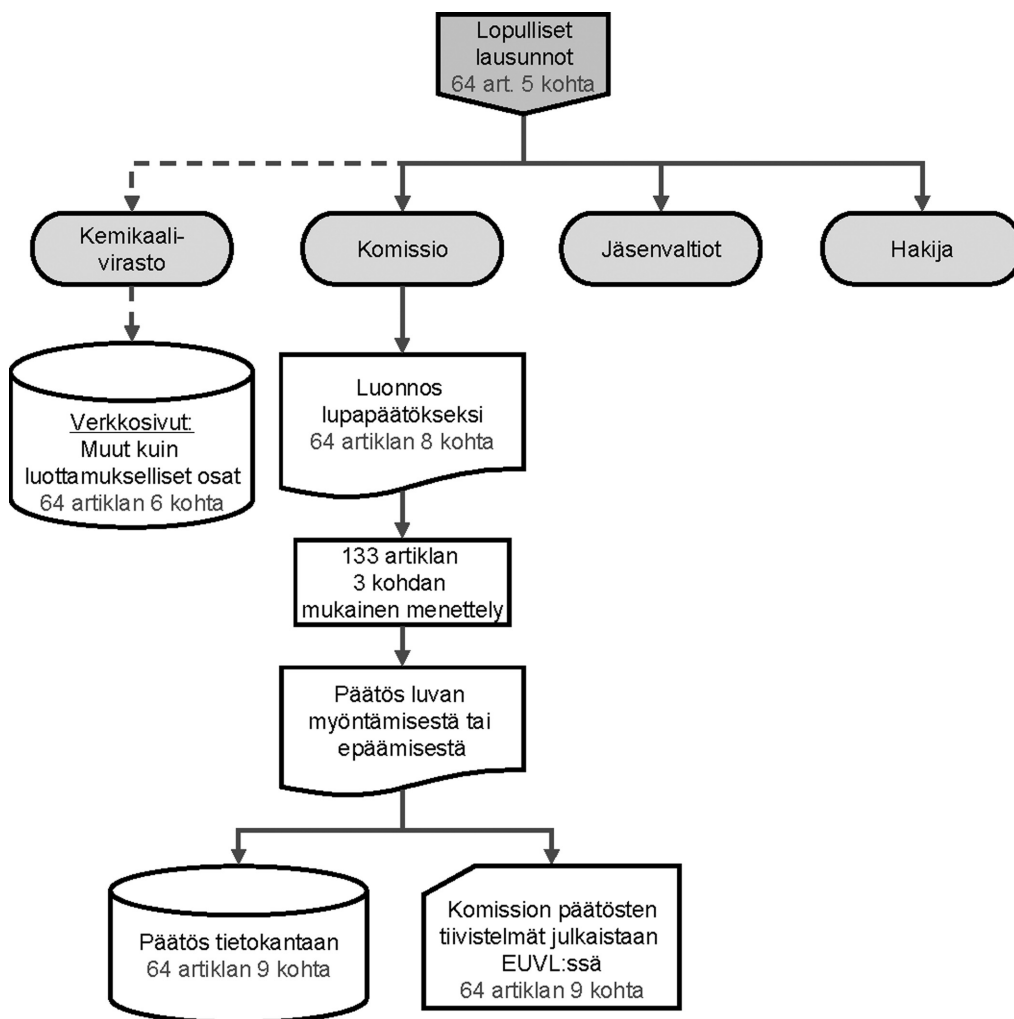 Lopulliset
lausunnot
64 art. 5 kohta
Kemikaali-
virasto
Komissio
Jäsenvaltiot
Hakija
Verkkosivut:
Muut kuin
luottamukselliset osat
64 artiklan 6 kohta
Luonnos
lupapäätökseksi
64 artiklan 8 kohta
133 artiklan
3 kohdan
mukainen menettely
Päätös luvan
myöntämisestä tai
epäämisestä
Päätös tietokantaan
64 artiklan 9 kohta
Komission päätösten
tiivistelmät julkaistaan
EUVL:ssä
64 artiklan 9 kohta